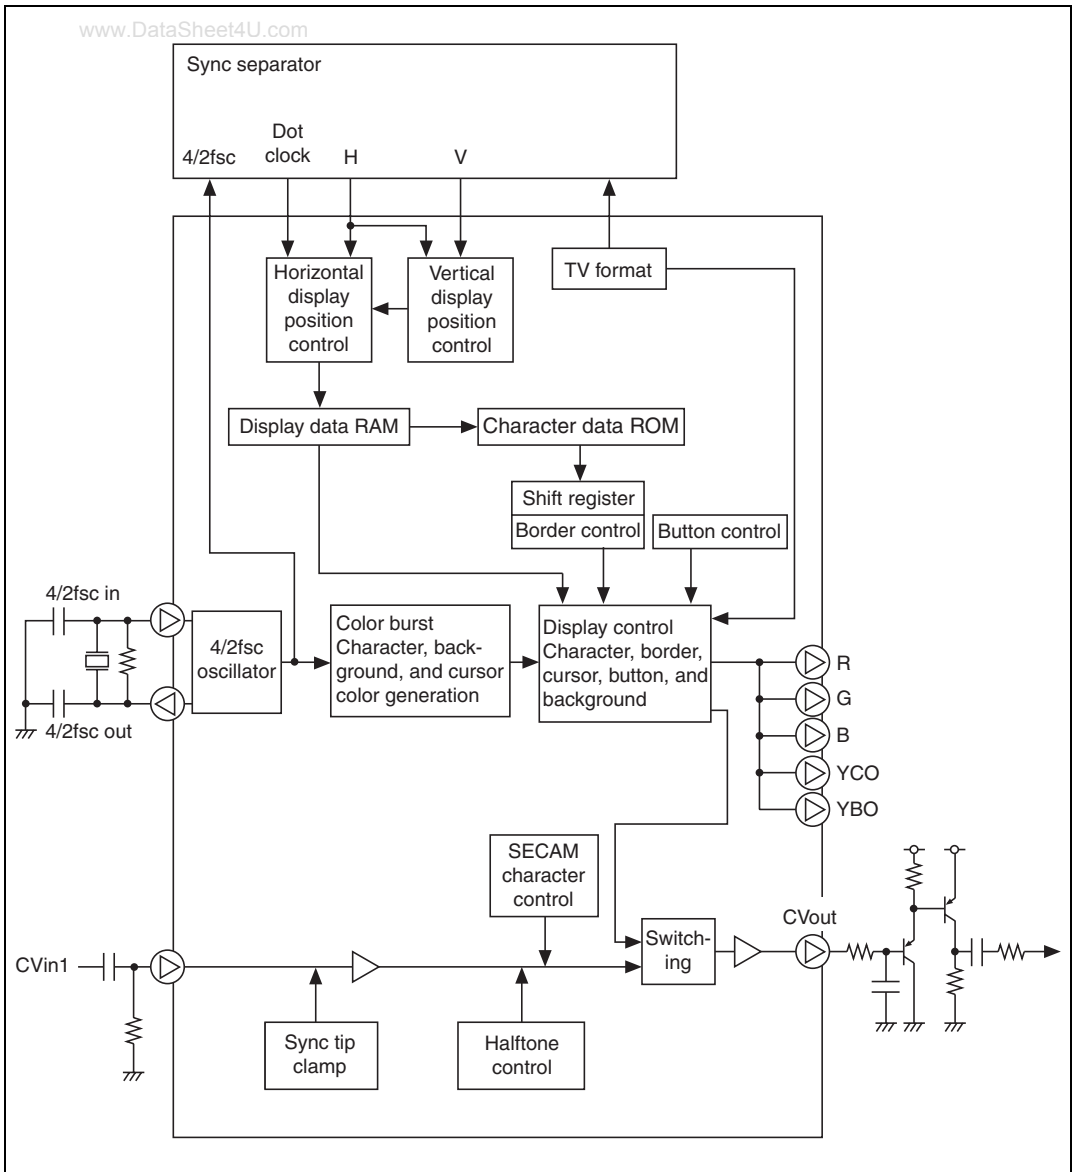 www.DataSheet4U.com
Sync separator
Dot
clock
4/2fsc
H
V
Horizontal
display
position
control
Vertical
display
position
control
TV format
Display data RAM
Character data ROM
Shift register
Border control
Button control
4/2fsc in
4/2fsc
oscillator
4/2fsc out
Color burst
Character, back-
ground, and cursor
color generation
Display control
Character, border,
cursor, button, and
background
R
G
B
YCO
YBO
SECAM
character
control
Switch-
ing
CVout
CVin1
Sync tip
clamp
Halftone
control